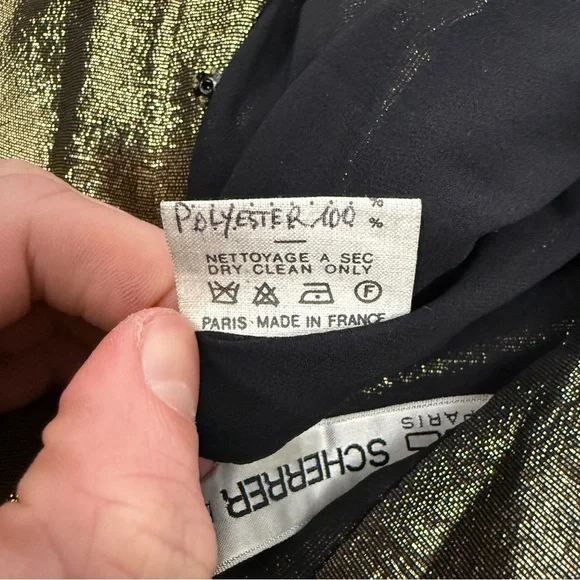 POLYESTER 100 %
%
NETTOYAGE A SEC
DRY CLEAN ONLY
F
PARIS - MADE IN FRANCE
SCHERRER
PARIS